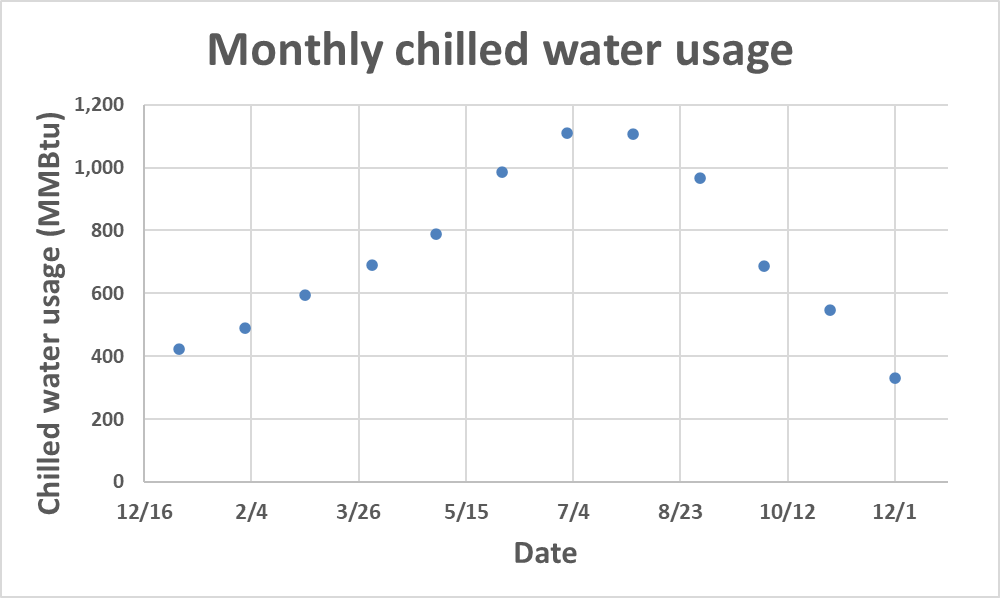 Monthly chilled water usage
Chilled water usage (MMBtu)
1,200
1,000
800
600
400
200
0
12/16 2/4 3/26 5/15 7/4 8/23 10/12 12/1
Date